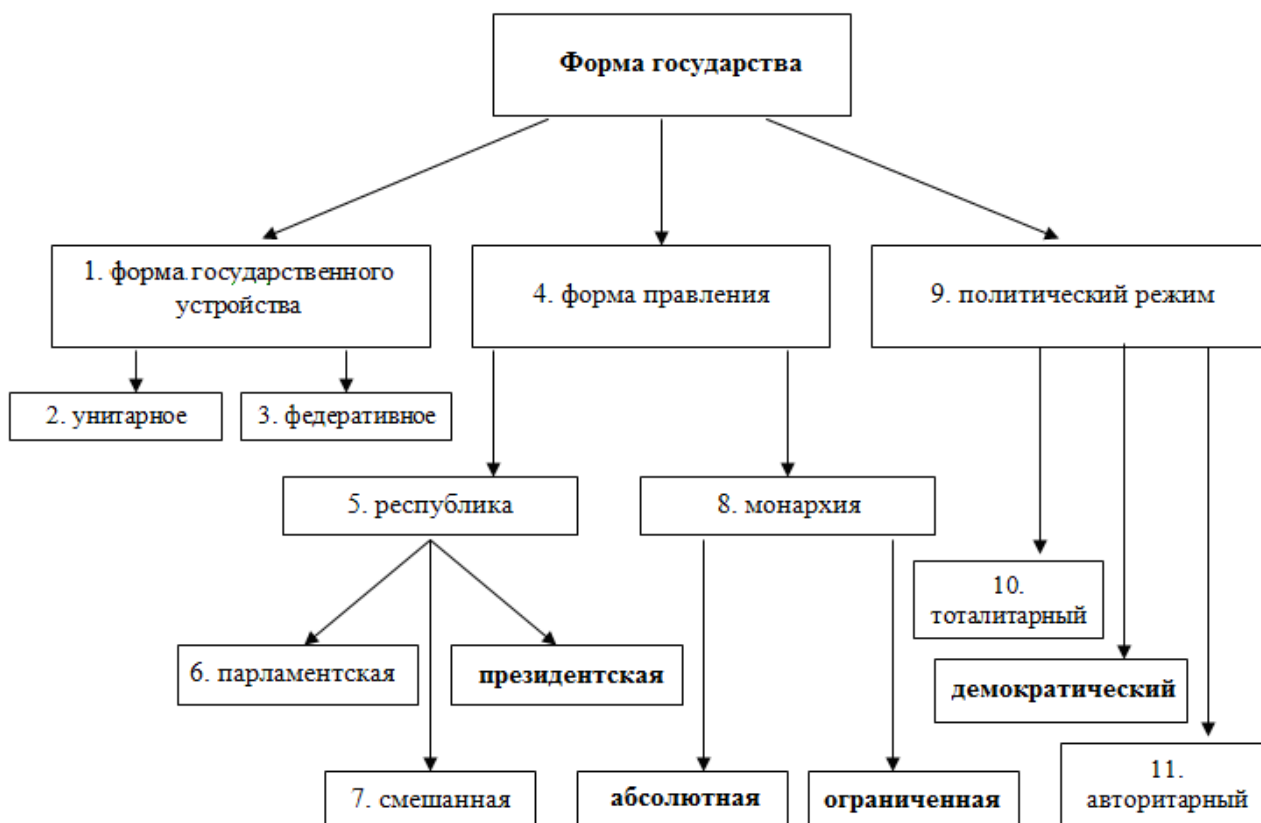 Форма государства
1. форма государственного
устройства
4. форма правления
9. политический режим
2. унитарное
3. федеративное
5. республика
8. монархия
10.
тоталитарный
6. парламентская
президентская
демократический
7. смешанная
абсолютная
ограниченная
11.
авторитарный